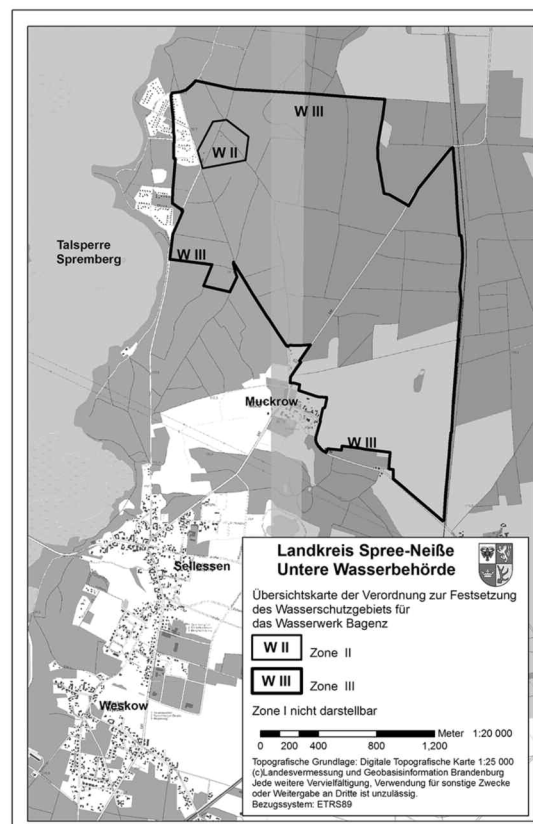 W III
W II
Talsperre
Spremberg
W III
Muckrow
W III
Sellessen
Weskow
Landkreis Spree-Neiße
Untere Wasserbehörde
Übersichtskarte der Verordnung zur Festsetzung
des Wasserschutzgebiets für
das Wasserwerk Bagenz
W II Zone II
W III Zone III
Zone I nicht darstellbar
Meter 1:20 000
0 200 400 800 1,200
Topografische Grundlage: Digitale Topografische Karte 1:25 000
(c)Landesvermessung und Geobasisinformation Brandenburg
Jede weitere Vervielfältigung, Verwendung für sonstige Zwecke
oder Weitergabe an Dritte ist unzulässig.
Bezugssystem: ETRS89